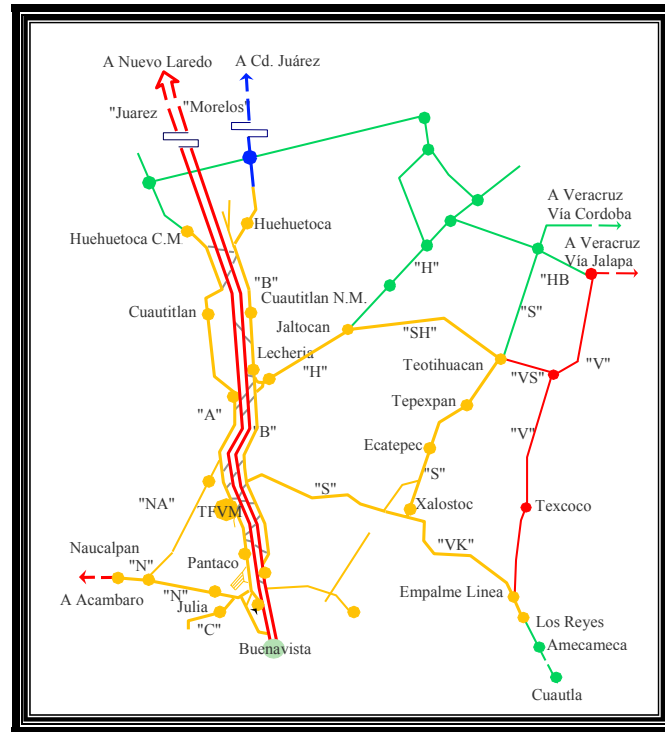 A Nuevo Laredo
A Cd. Juárez
"Juarez
"Morelos"
A Veracruz
Vía Cordoba
A Veracruz
Vía Jalapa
Huehuetoca
Huehuetoca C.M
"H"
"HB
"B"
Cuautitlan N.M.
"S"
Cuautitlan
Jaltocan
"SH"
Lecheria
"H"
Teotihuacan
"VS"
"V"
Tepexpan
"A"
"B"
"V"
Ecatepec
"S"
"S"
"NA"
TFVM
Xalostoc
Texcoco
Naucalpan
"N"
Pantaco
"VK"
A Acambaro
"N"
Julia
"C"
Empalme Linea
Los Reyes
Buenavista
Amecameca
Cuautla